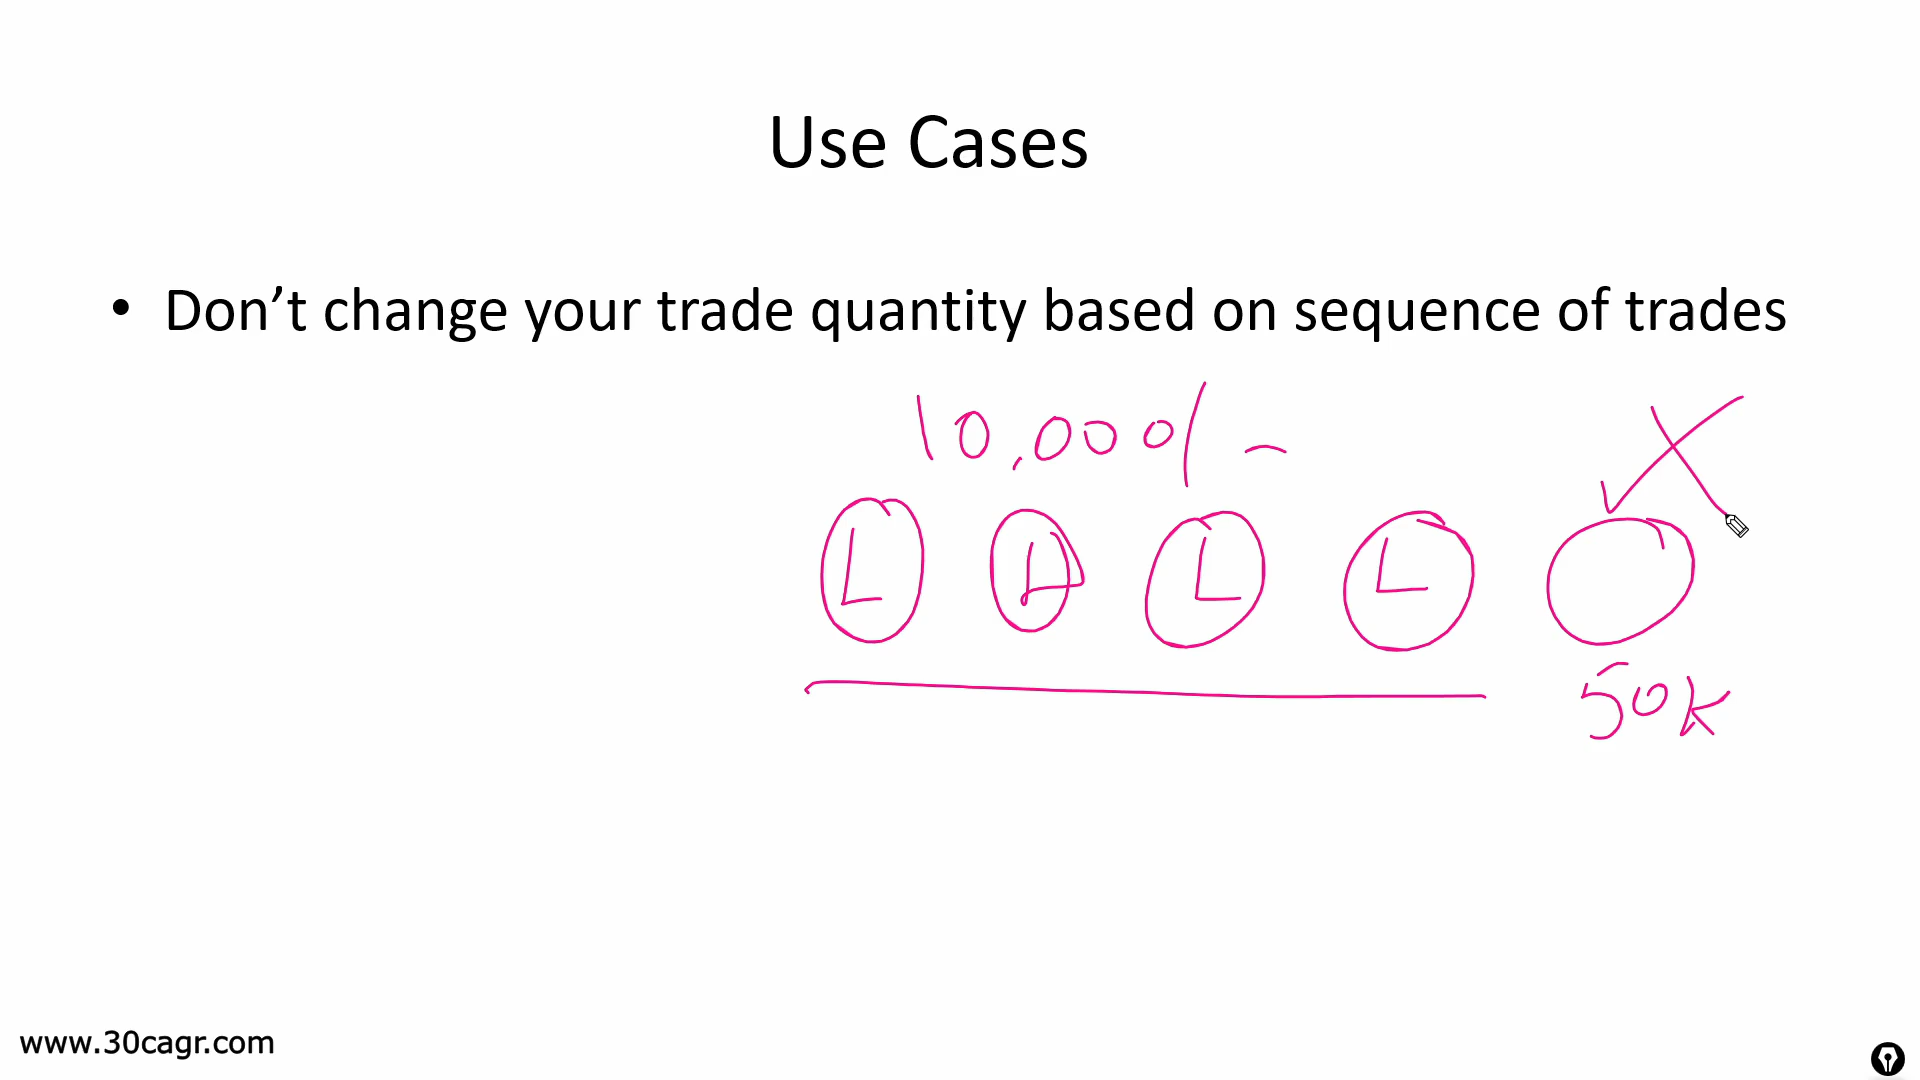 Use Cases
• Don’t change your trade quantity based on sequence of trades
10,000/-
L L L L
50k
www.30cagr.com